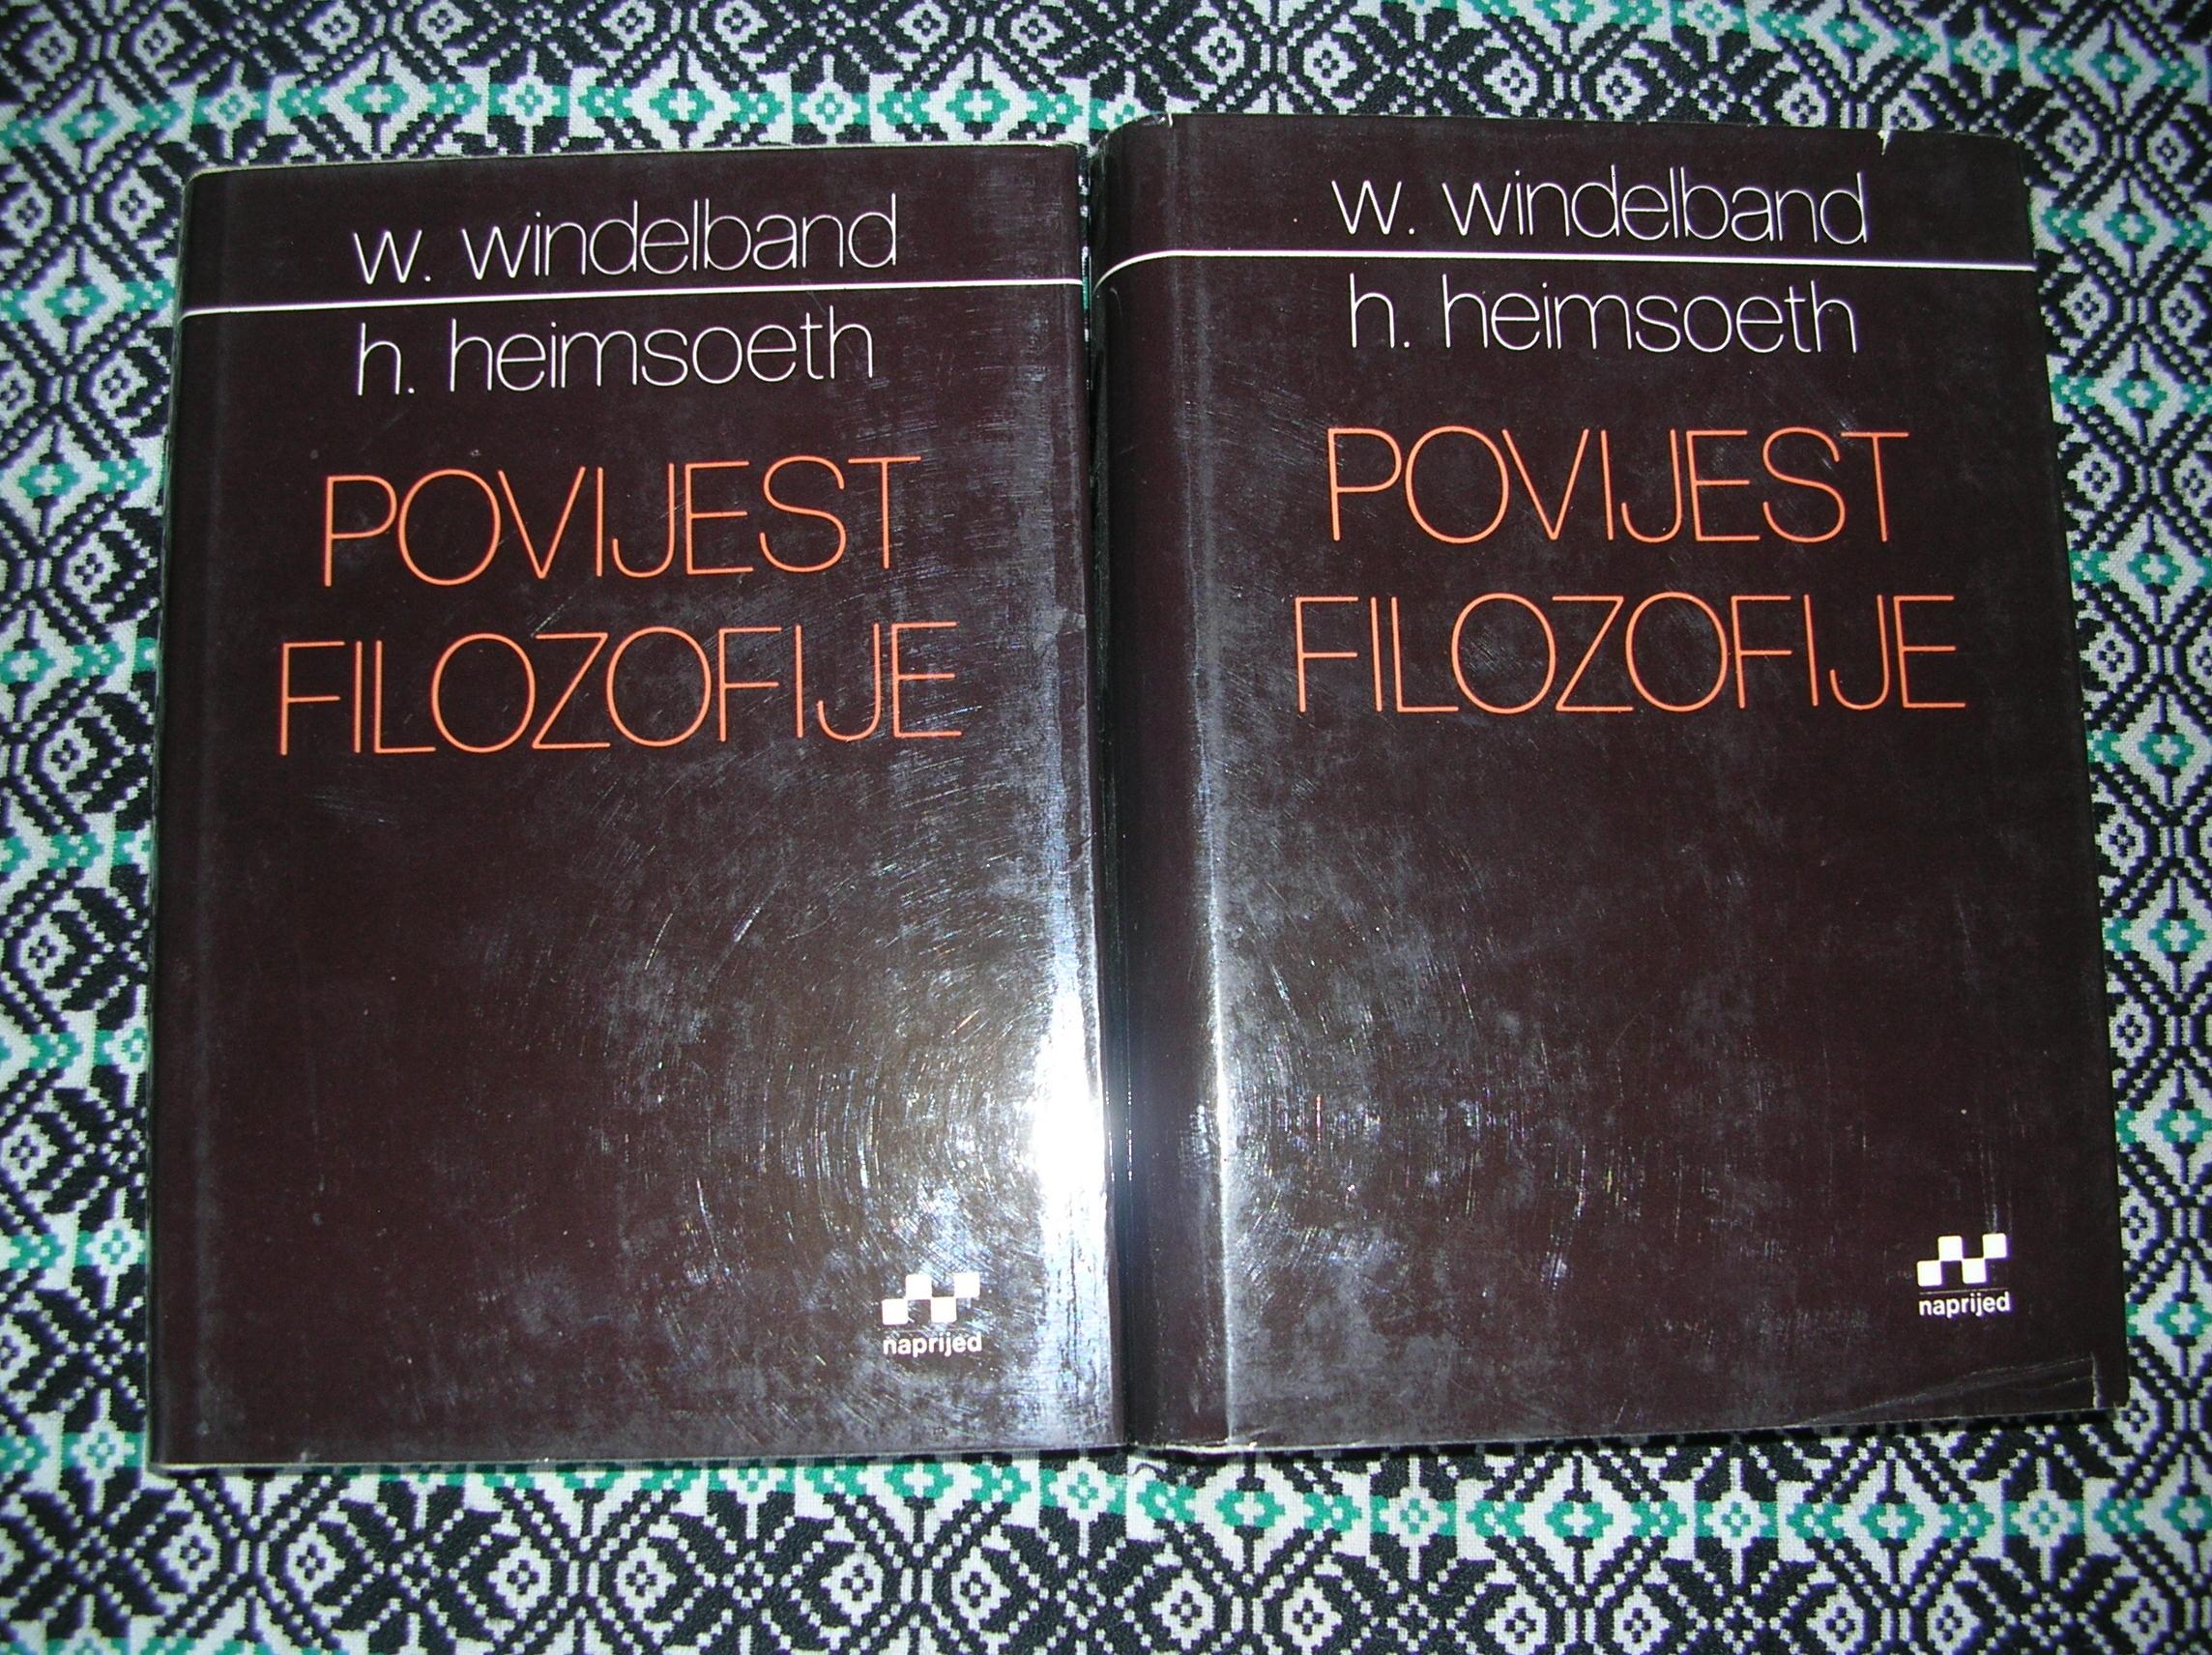 w. windelband
h. heimsoeth
POVIJEST
FILOZOFIJE
naprijed
w. windelband
h. heimsoeth
POVIJEST
FILOZOFIJE
naprijed